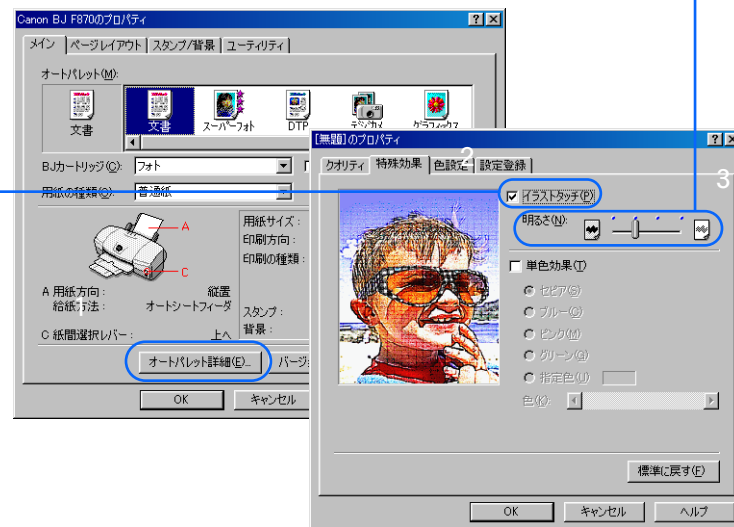 Canon BJ F870のプロパティ
メイン ページレイアウト スタンプ/背景 ユーティリティ
オートパレット(M):
文書 文書 スーパーフォト DTP デジカメ グラフィックス
BJカートリッジ(C): フォト
用紙の種類(O): 普通紙
A
C
A 用紙方向: 縦置
給紙方法: オートシートフィーダ
1
C 紙間選択レバー: 上へ
用紙サイズ:
印刷方向:
印刷の種類:
スタンプ:
背景:
オートパレット詳細(E)... バージ
OK キャンセル
[無題]のプロパティ
クオリティ 特殊効果 色設定 設定登録
2
3
イラストタッチ(P)
明るさ(N):
単色効果(T)
セピア(S)
ブルー(O)
ピンク(M)
グリーン(G)
指定色(U)
色(K):
標準に戻す(F)
OK キャンセル ヘルプ